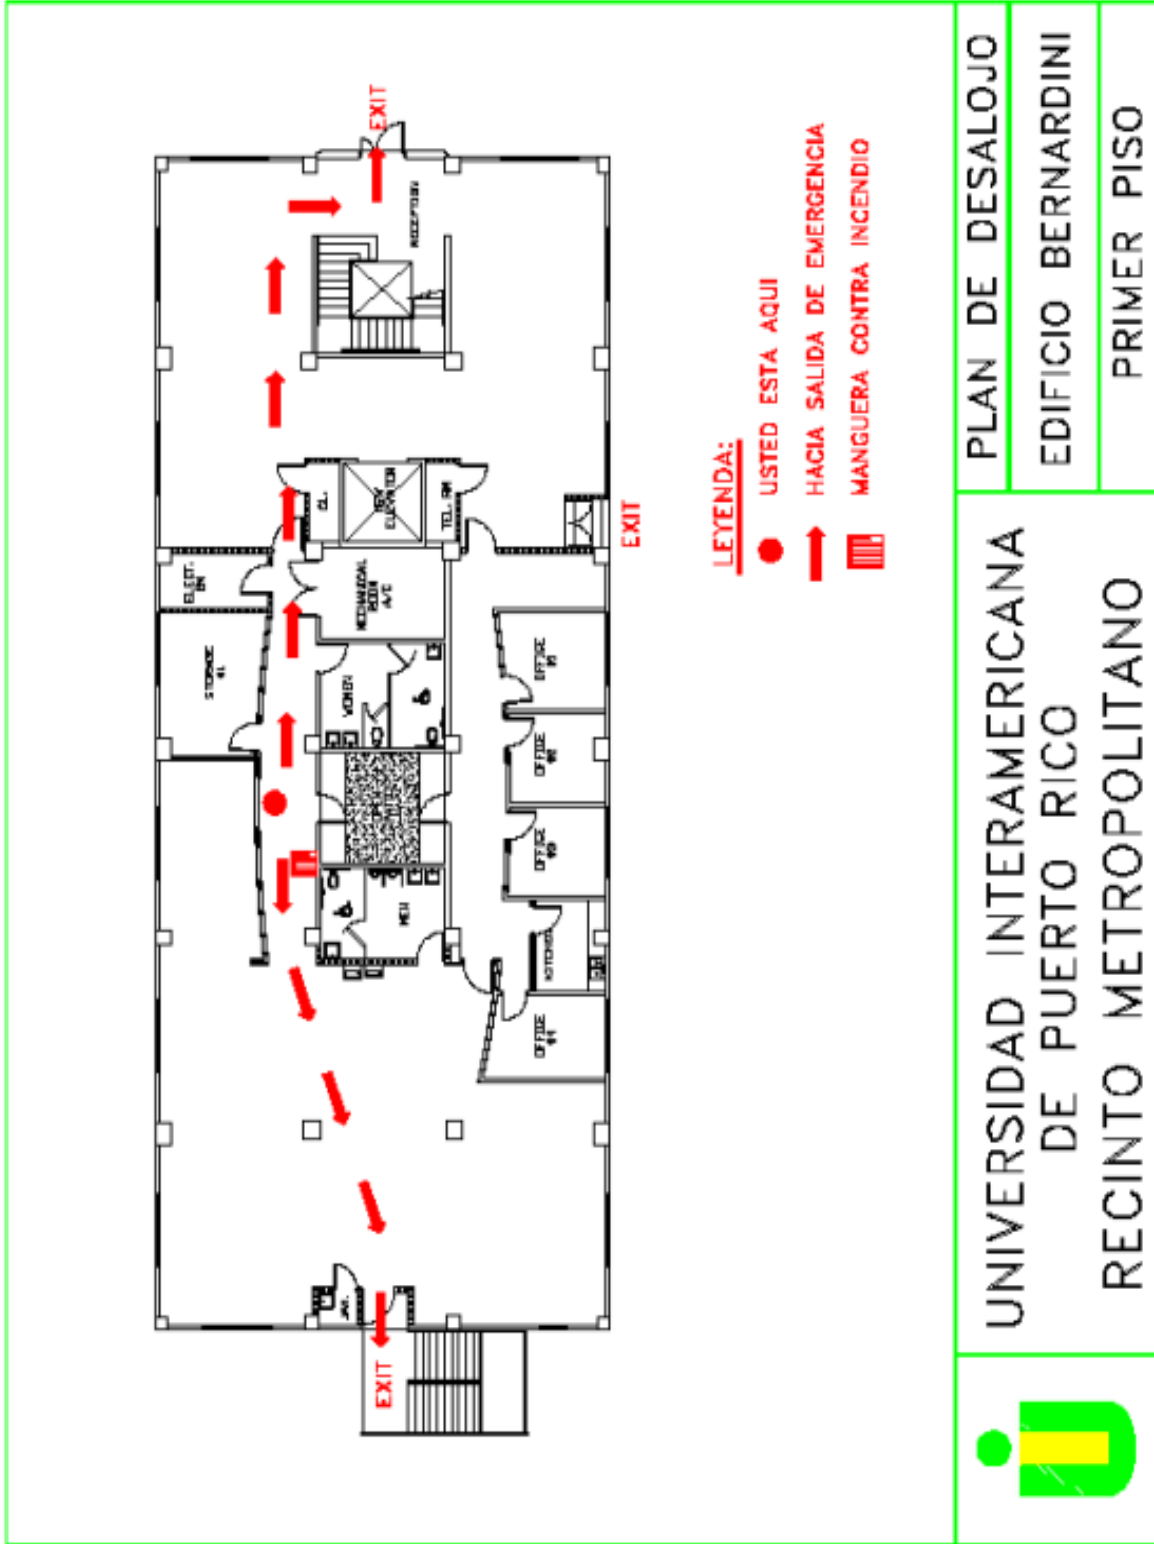 EXIT
RECEPTION
CL.
NEW
ELEVATOR
TEL. RM
ELECT.
RM
MECHANICAL
ROOM
A/C
STORAGE
WOMEN
MEN
OFFICE
OFFICE
OFFICE
KITCHEN
OFFICE
JAN.
EXIT
EXIT
LEYENDA:
USTED ESTA AQUI
HACIA SALIDA DE EMERGENCIA
MANGUERA CONTRA INCENDIO
UNIVERSIDAD INTERAMERICANA
DE PUERTO RICO
RECINTO METROPOLITANO
PLAN DE DESALOJO
EDIFICIO BERNARDINI
PRIMER PISO